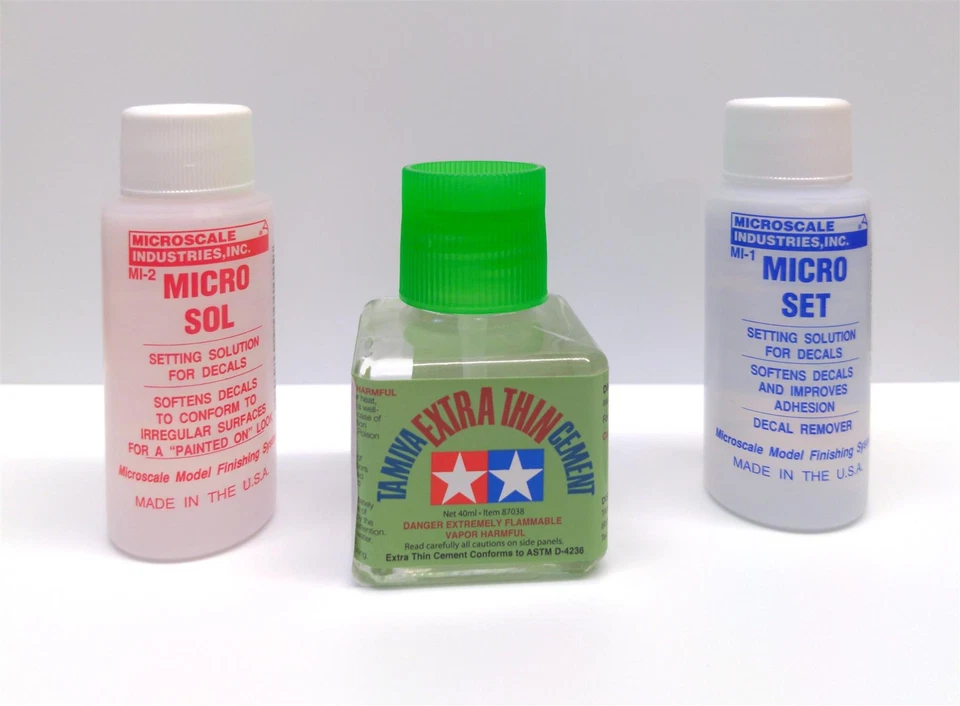 MICROSCALE
INDUSTRIES, INC.
MI-2
MICRO
SOL
SETTING SOLUTION
FOR DECALS
SOFTENS DECALS
TO CONFORM TO
IRREGULAR SURFACES
FOR A "PAINTED ON" LOOK
Microscale Model Finishing
MADE IN THE U.S.A.
HARMFUL
heat,
TAMIYA EXTRA THIN CEMENT
Net 40ml • Item 87038
DANGER EXTREMELY FLAMMABLE
VAPOR HARMFUL
Read carefully all cautions on side panels.
Extra Thin Cement Conforms to ASTM D-4236
MICROSCALE
INDUSTRIES, INC.
MI-1
MICRO
SET
SETTING SOLUTION
FOR DECALS
SOFTENS DECALS
AND IMPROVES
ADHESION
DECAL REMOVER
Microscale Model Finishing
MADE IN THE U.S.A.